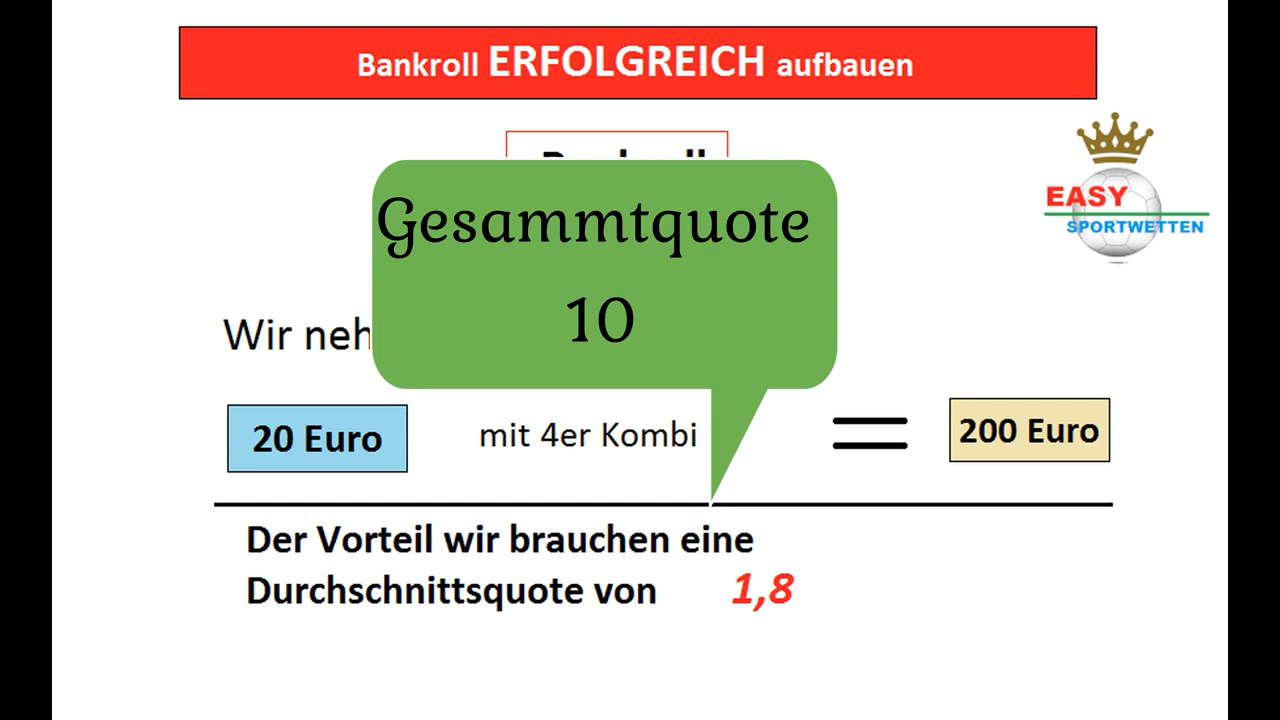 Bankroll ERFOLGREICH aufbauen
EASY
SPORTWETTEN
Gesammtquote
10
Wir neh
20 Euro
mit 4er Kombi
200 Euro
Der Vorteil wir brauchen eine
Durchschnittsquote von 1,8